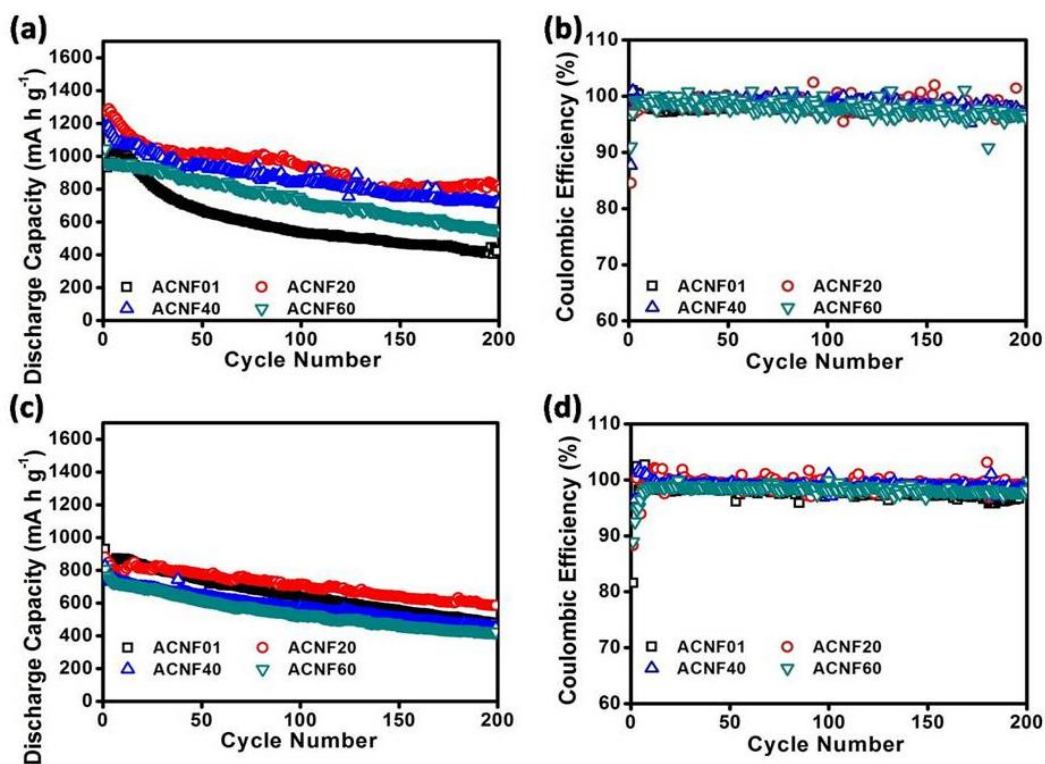 (a)
Discharge Capacity (mA h g⁻¹)
1600
1400
1200
1000
800
600
400
200
0
ACNF01
ACNF20
ACNF40
ACNF60
0 50 100 150 200
Cycle Number
(b)
Coulombic Efficiency (%)
110
100
90
80
70
60
ACNF01
ACNF20
ACNF40
ACNF60
0 50 100 150 200
Cycle Number
(c)
Discharge Capacity (mA h g⁻¹)
1600
1400
1200
1000
800
600
400
200
0
ACNF01
ACNF20
ACNF40
ACNF60
0 50 100 150 200
Cycle Number
(d)
Coulombic Efficiency (%)
110
100
90
80
70
60
ACNF01
ACNF20
ACNF40
ACNF60
0 50 100 150 200
Cycle Number